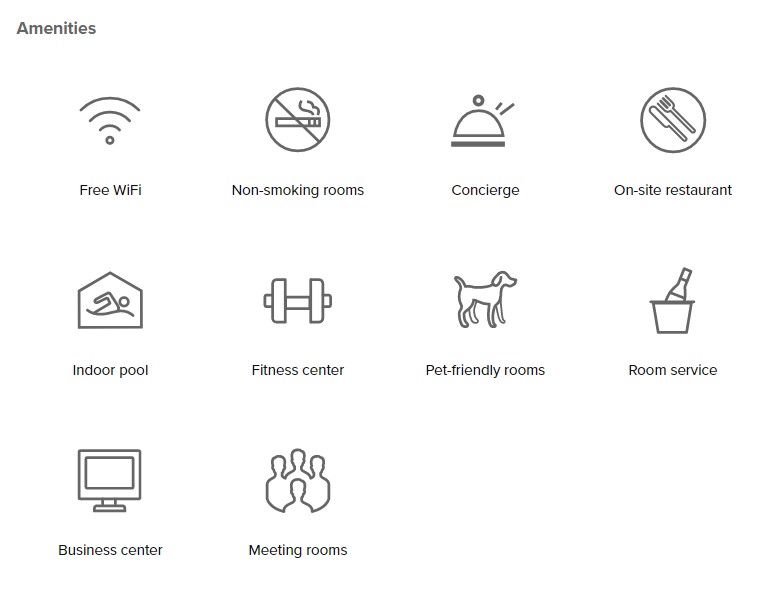 Amenities
Free WiFi
Non-smoking rooms
Concierge
On-site restaurant
Indoor pool
Fitness center
Pet-friendly rooms
Room service
Business center
Meeting rooms